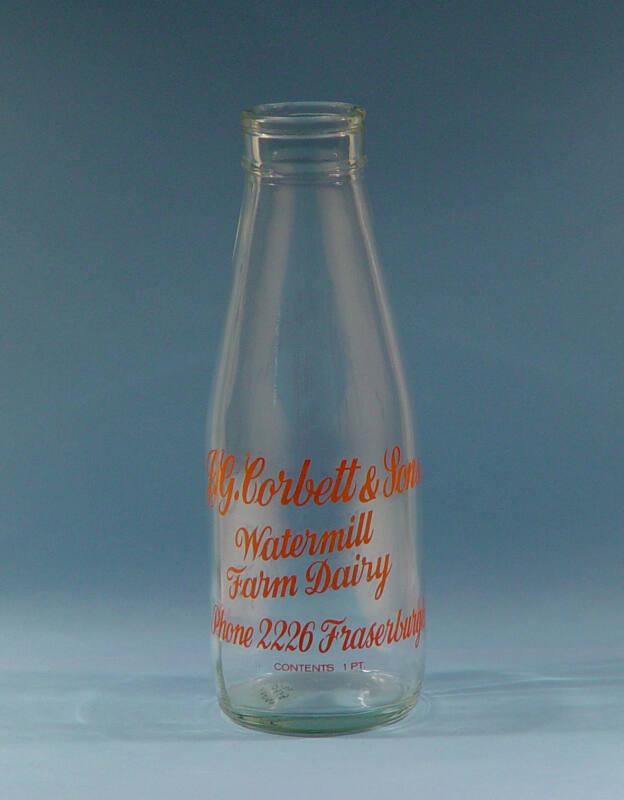 G. Corbett & Sons
Watermill
Farm Dairy
Phone 2226 Fraserburgh
CONTENTS 1 PT